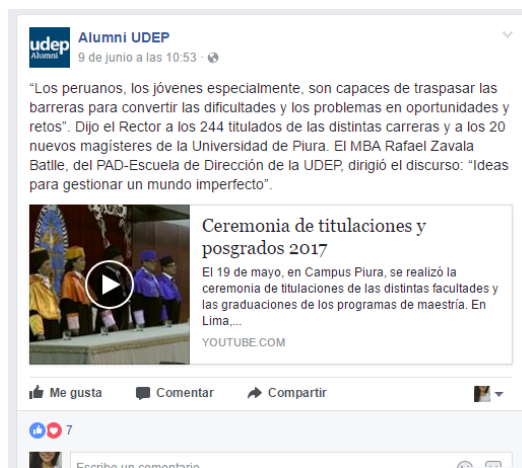 udep
Alumni
Alumni UDEP
9 de junio a las 10:53 ·
“Los peruanos, los jóvenes especialmente, son capaces de traspasar las
barreras para convertir las dificultades y los problemas en oportunidades y
retos”. Dijo el Rector a los 244 titulados de las distintas carreras y a los 20
nuevos magísteres de la Universidad de Piura. El MBA Rafael Zavala
Batlle, del PAD-Escuela de Dirección de la UDEP, dirigió el discurso: “Ideas
para gestionar un mundo imperfecto”.
Ceremonia de titulaciones y
posgrados 2017
El 19 de mayo, en Campus Piura, se realizó la
ceremonia de titulaciones de las distintas facultades y
las graduaciones de los programas de maestría. En
Lima,...
YOUTUBE.COM
Me gusta Comentar Compartir
7
Escribe un comentario